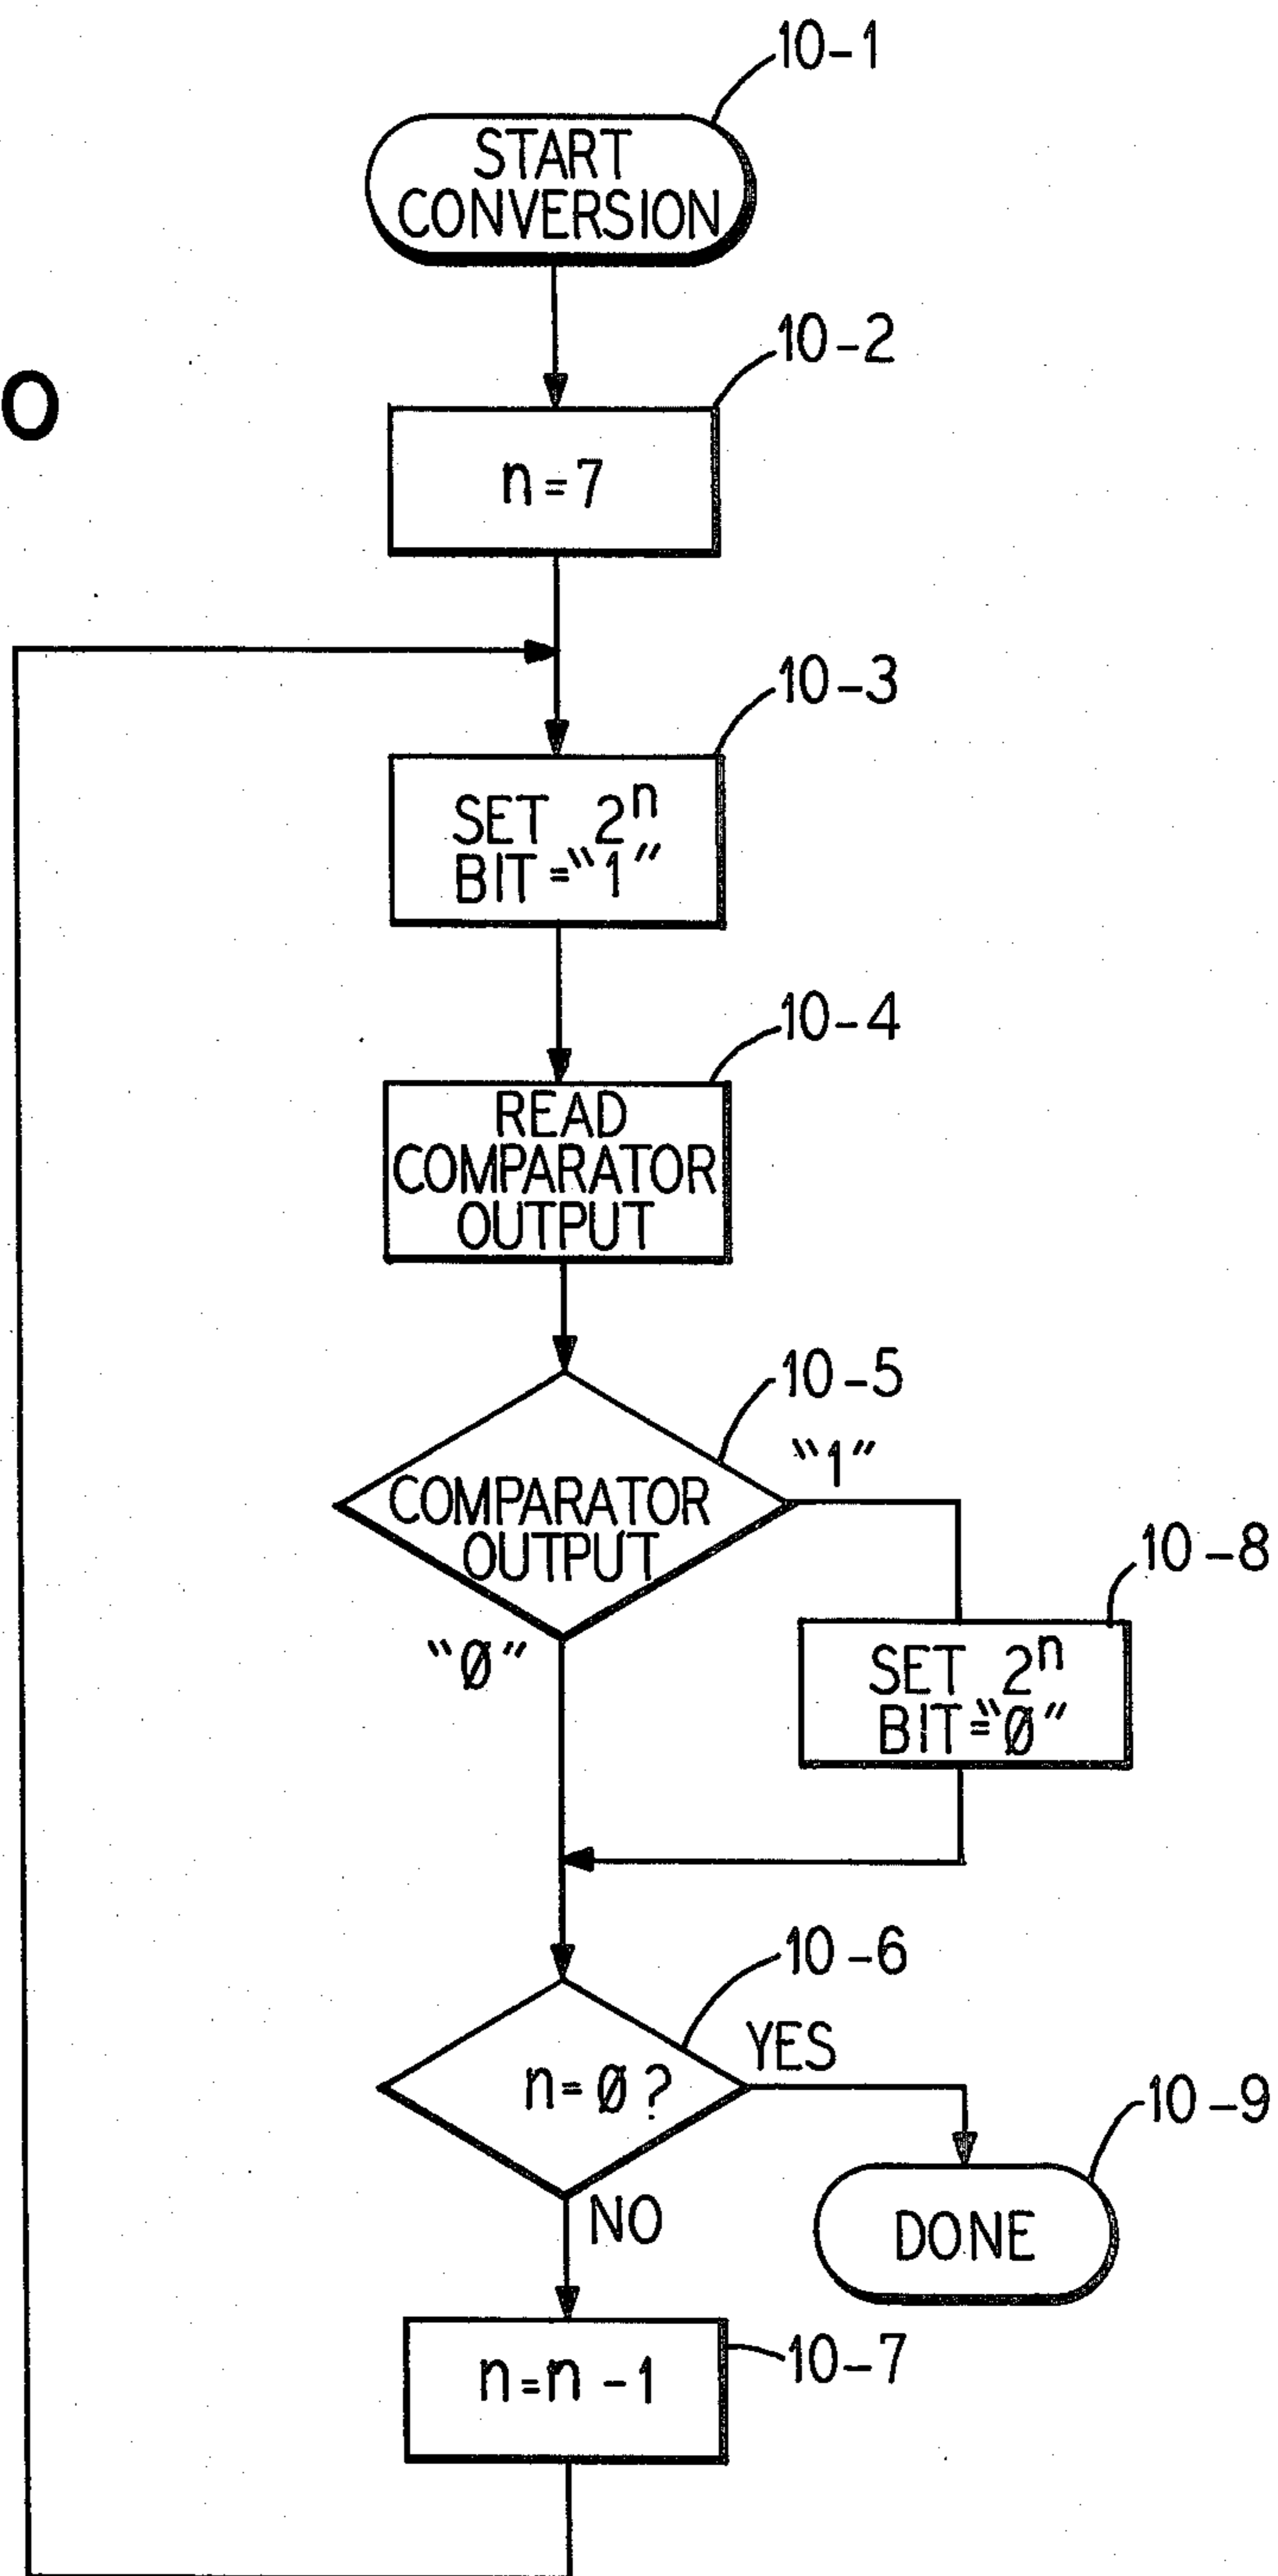 10-1
START
CONVERSION
10-2
O
n=7
10-3
SET 2ⁿ
BIT="1"
10-4
READ
COMPARATOR
OUTPUT
10-5
"1"
COMPARATOR
OUTPUT
10-8
"Ø"
SET 2ⁿ
BIT="Ø"
10-6
YES
n=Ø?
10-9
NO
DONE
10-7
n=n-1